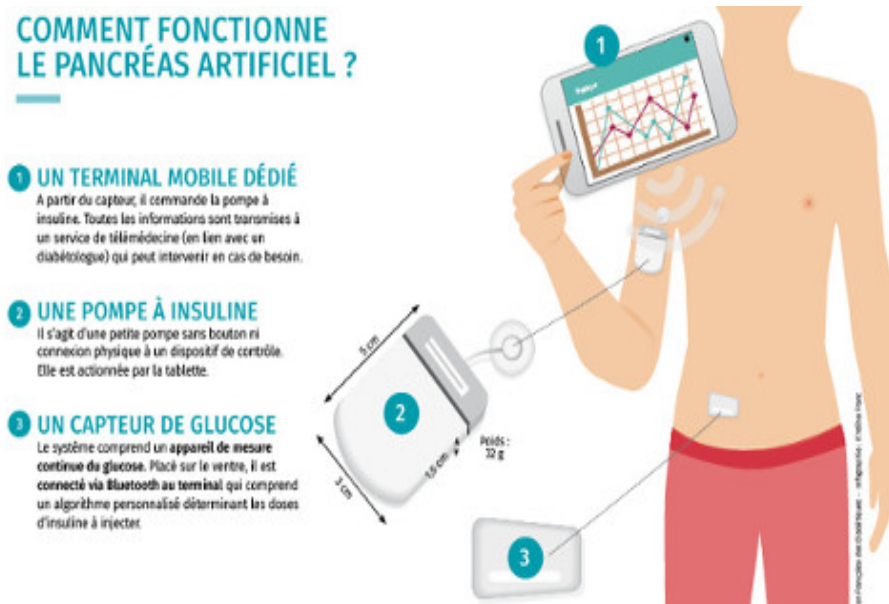 COMMENT FONCTIONNE
LE PANCRÉAS ARTIFICIEL ?
1 UN TERMINAL MOBILE DÉDIÉ
A partir du capteur, il commande la pompe à
insuline. Toutes les informations sont transmises à
un service de télémédecine (en lien avec un
diabétologue) qui peut intervenir en cas de besoin.
2 UNE POMPE À INSULINE
Il s'agit d'une petite pompe sans bouton ni
connexion physique à un dispositif de contrôle.
Elle est actionnée par la tablette.
3 UN CAPTEUR DE GLUCOSE
Le système comprend un appareil de mesure
continue du glucose. Placé sur le ventre, il est
connecté via Bluetooth au terminal qui comprend
un algorithme personnalisé déterminant les doses
d'insuline à injecter.
1
5 cm
2
3 cm
1,5 cm
Poids :
32 g
3